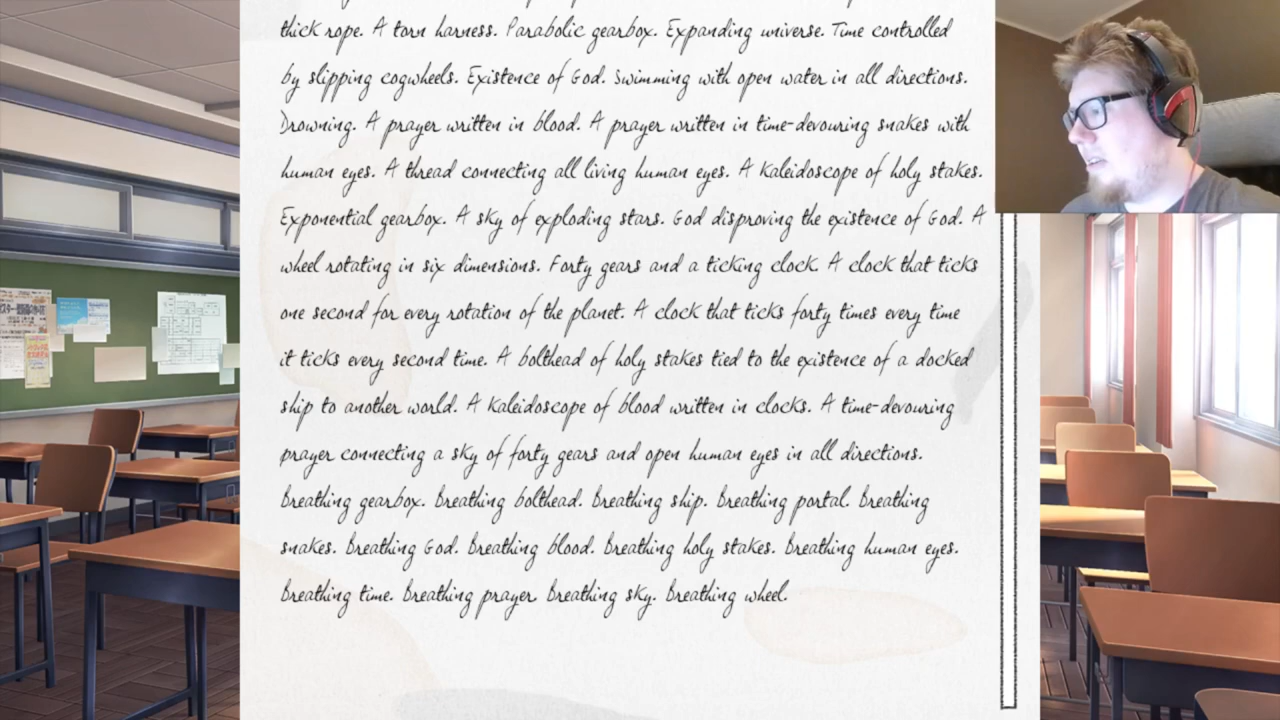 thick rope. A torn harness. Parabolic gearbox. Expanding universe. Time controlled
by slipping cogwheels. Existence of God. Swimming with open water in all directions.
Drowning. A prayer written in blood. A prayer written in time-devouring snakes with
human eyes. A thread connecting all living human eyes. A kaleidoscope of holy stakes.
Exponential gearbox. A sky of exploding stars. God disproving the existence of God. A
wheel rotating in six dimensions. Forty gears and a ticking clock. A clock that ticks
one second for every rotation of the planet. A clock that ticks forty times every time
it ticks every second time. A bolthead of holy stakes tied to the existence of a docked
ship to another world. A kaleidoscope of blood written in clocks. A time-devouring
prayer connecting a sky of forty gears and open human eyes in all directions.
Breathing gearbox. Breathing bolthead. Breathing ship. Breathing portal. Breathing
snakes. Breathing God. Breathing blood. Breathing holy stakes. Breathing human eyes.
Breathing time. Breathing prayer. Breathing sky. Breathing wheel.